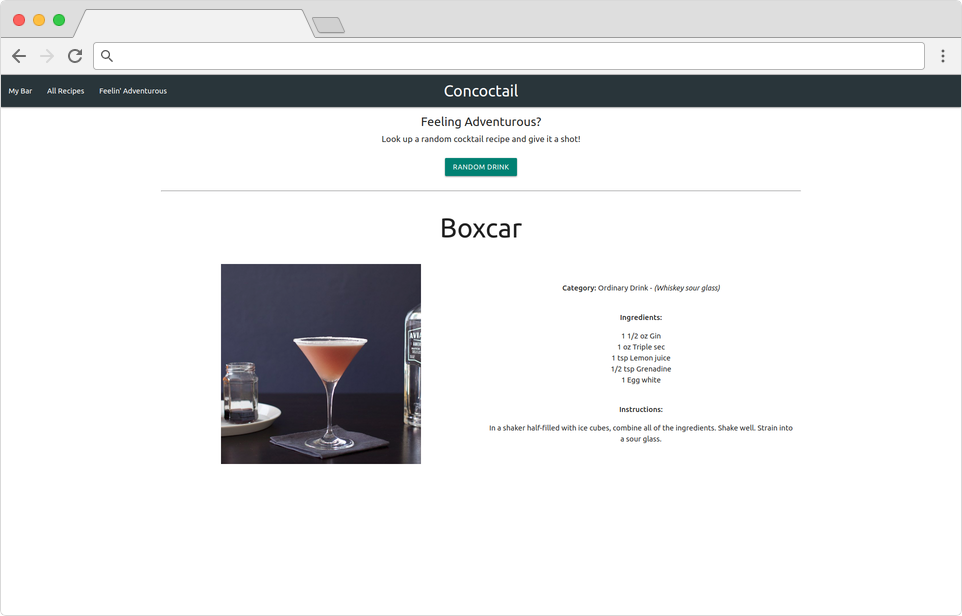 My Bar
All Recipes
Feelin' Adventurous
Concoctail
Feeling Adventurous?
Look up a random cocktail recipe and give it a shot!
RANDOM DRINK
Boxcar
Category: Ordinary Drink - (Whiskey sour glass)
Ingredients:
1 1/2 oz Gin
1 oz Triple sec
1 tsp Lemon juice
1/2 tsp Grenadine
1 Egg white
Instructions:
In a shaker half-filled with ice cubes, combine all of the ingredients. Shake well. Strain into
a sour glass.